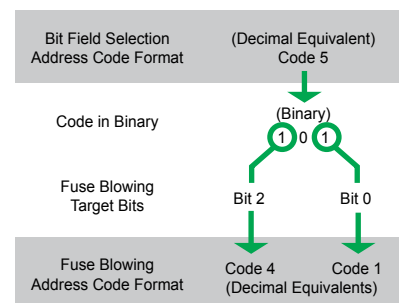 Bit Field Selection
Address Code Format
(Decimal Equivalent)
Code 5
Code in Binary
(Binary)
1 0 1
Fuse Blowing
Target Bits
Bit 2
Bit 0
Fuse Blowing
Address Code Format
Code 4
Code 1
(Decimal Equivalents)